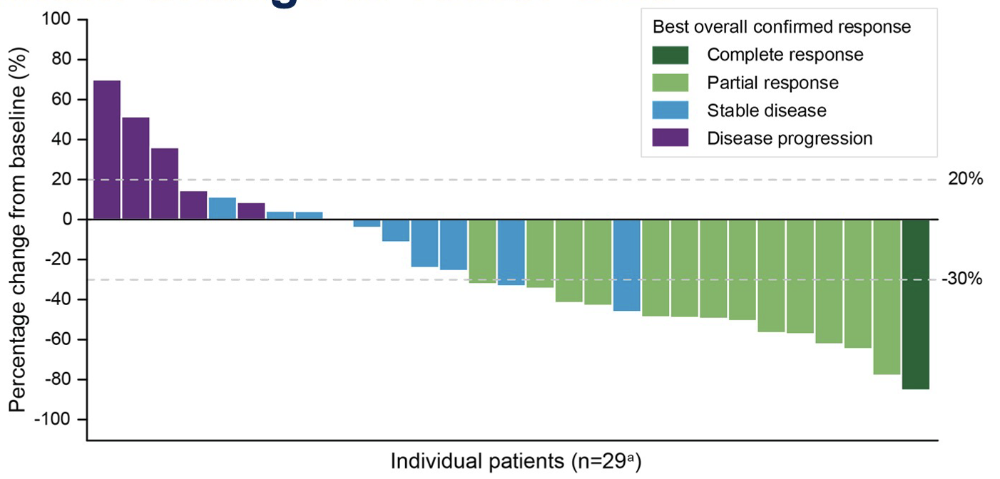 100
80
60
40
20
0
-20
-40
-60
-80
-100
Percentage change from baseline (%)
Best overall confirmed response
Complete response
Partial response
Stable disease
Disease progression
20%
-30%
Individual patients (n=29ᵃ)